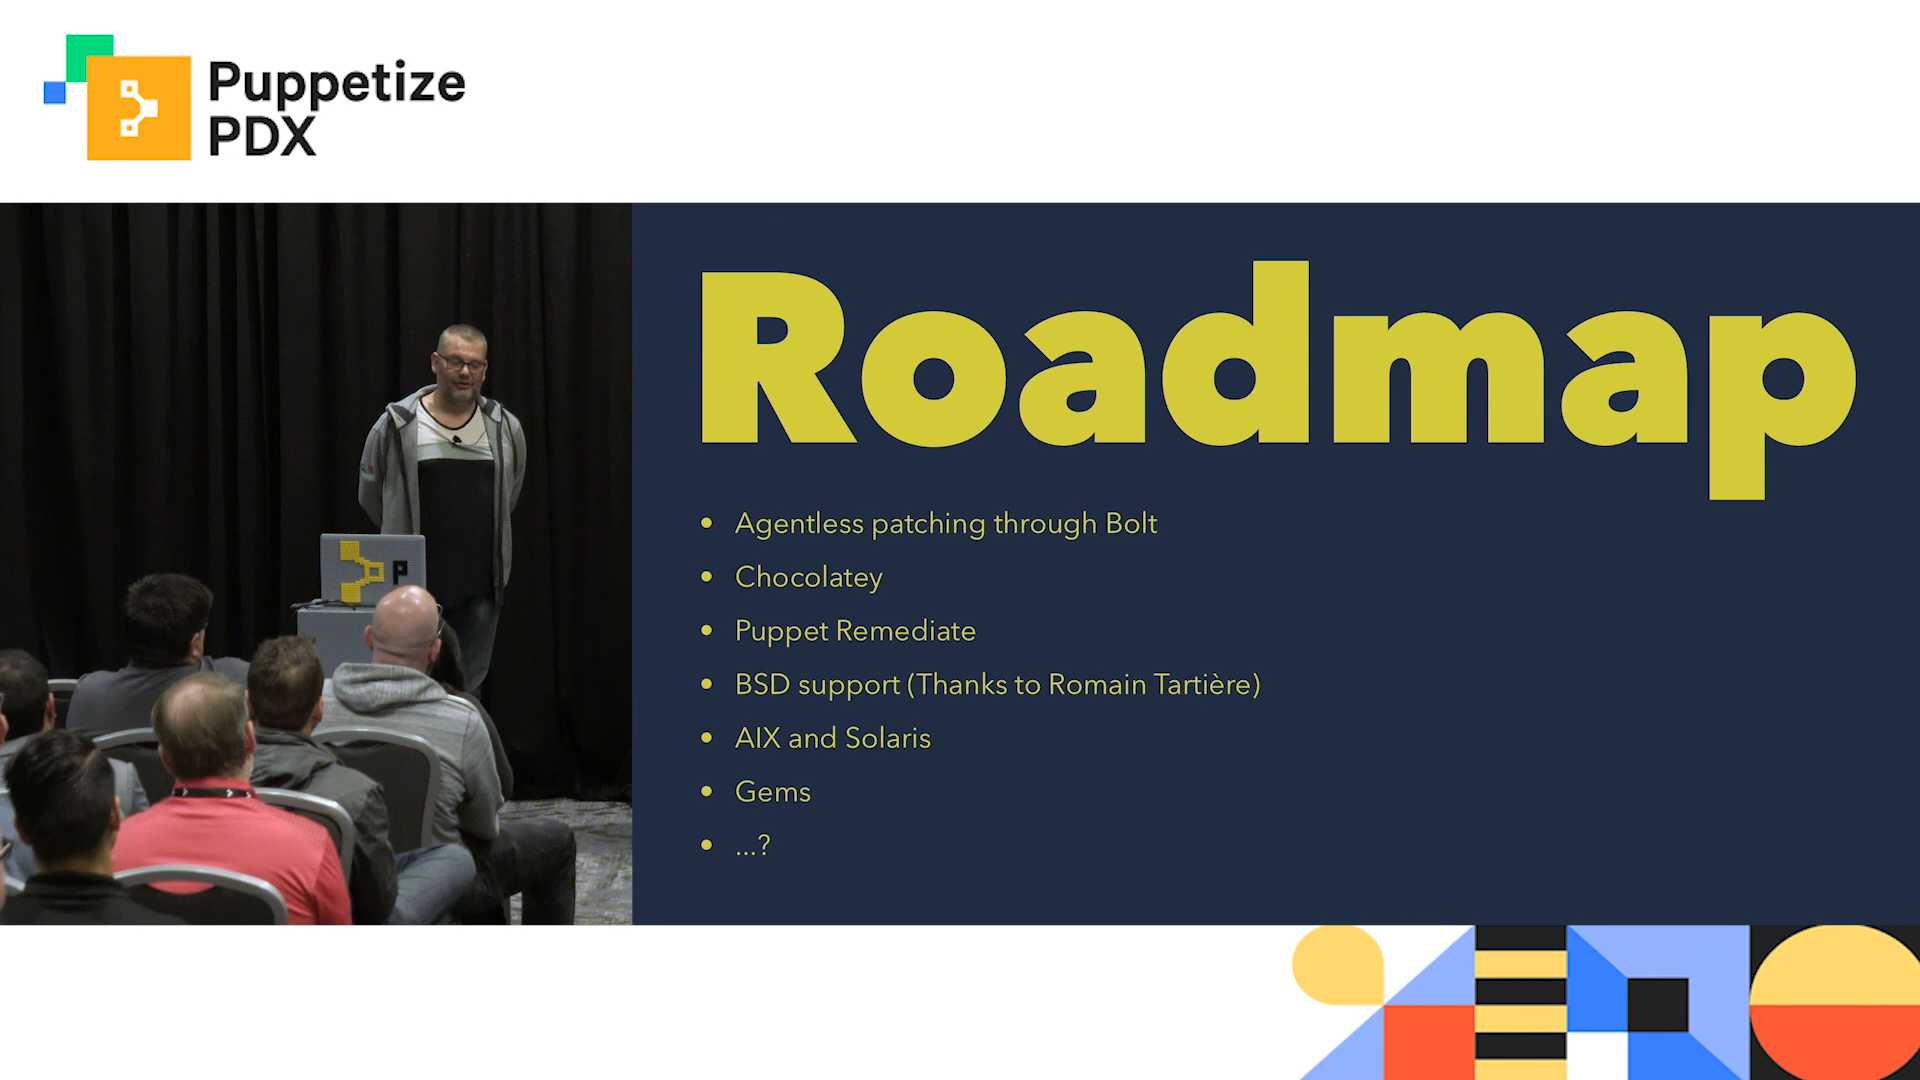 Puppetize
PDX
Roadmap
• Agentless patching through Bolt
• Chocolatey
• Puppet Remediate
• BSD support (Thanks to Romain Tartière)
• AIX and Solaris
• Gems
• ...?
P